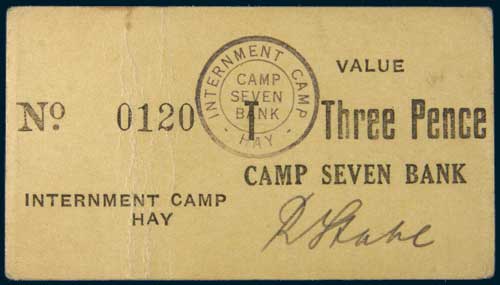 INTERNMENT CAMP
- HAY -
CAMP
SEVEN
BANK
VALUE
No 0120 T Three Pence
CAMP SEVEN BANK
INTERNMENT CAMP
HAY